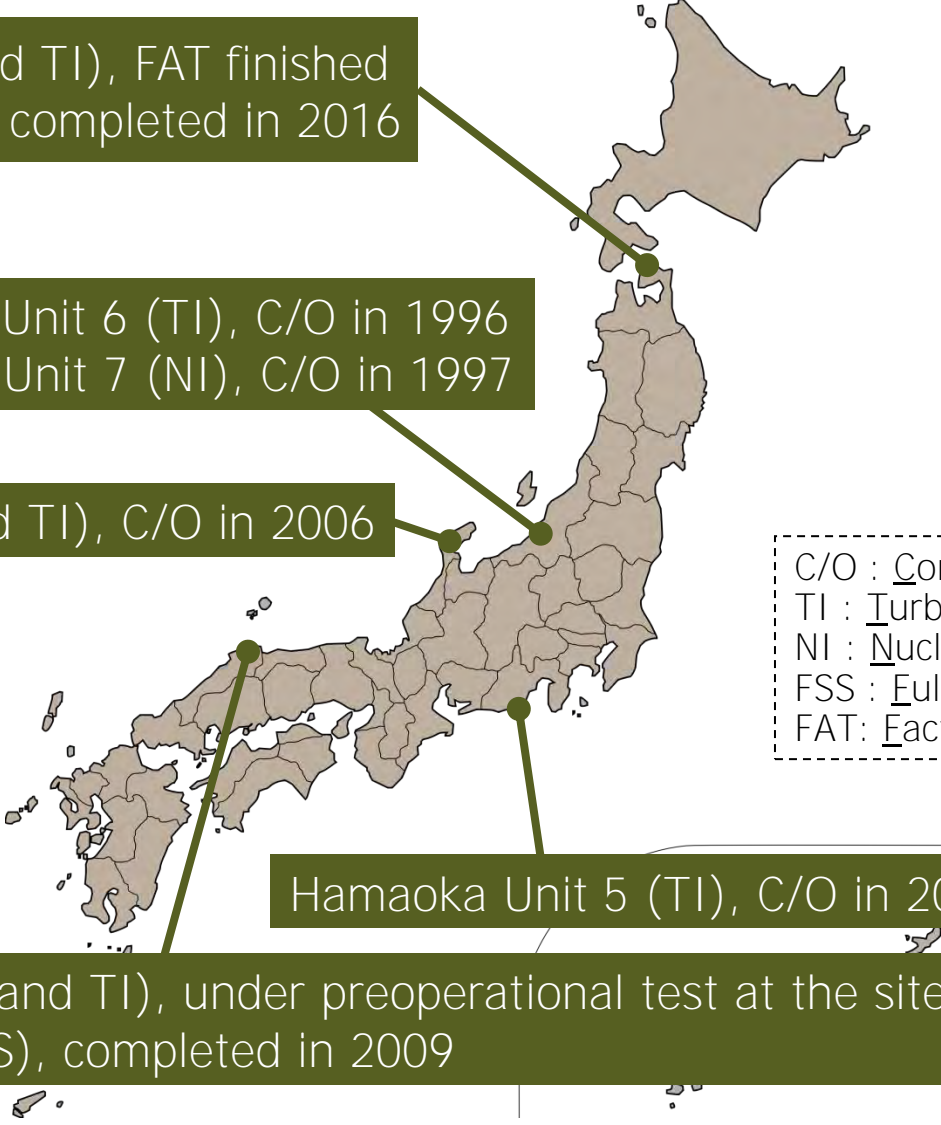 d TI), FAT finished
completed in 2016
Unit 6 (TI), C/O in 1996
Unit 7 (NI), C/O in 1997
d TI), C/O in 2006
C/O : Co
TI : Turb
NI : Nucl
FSS : Ful
FAT: Fac
Hamaoka Unit 5 (TI), C/O in 20
and TI), under preoperational test at the site
S), completed in 2009